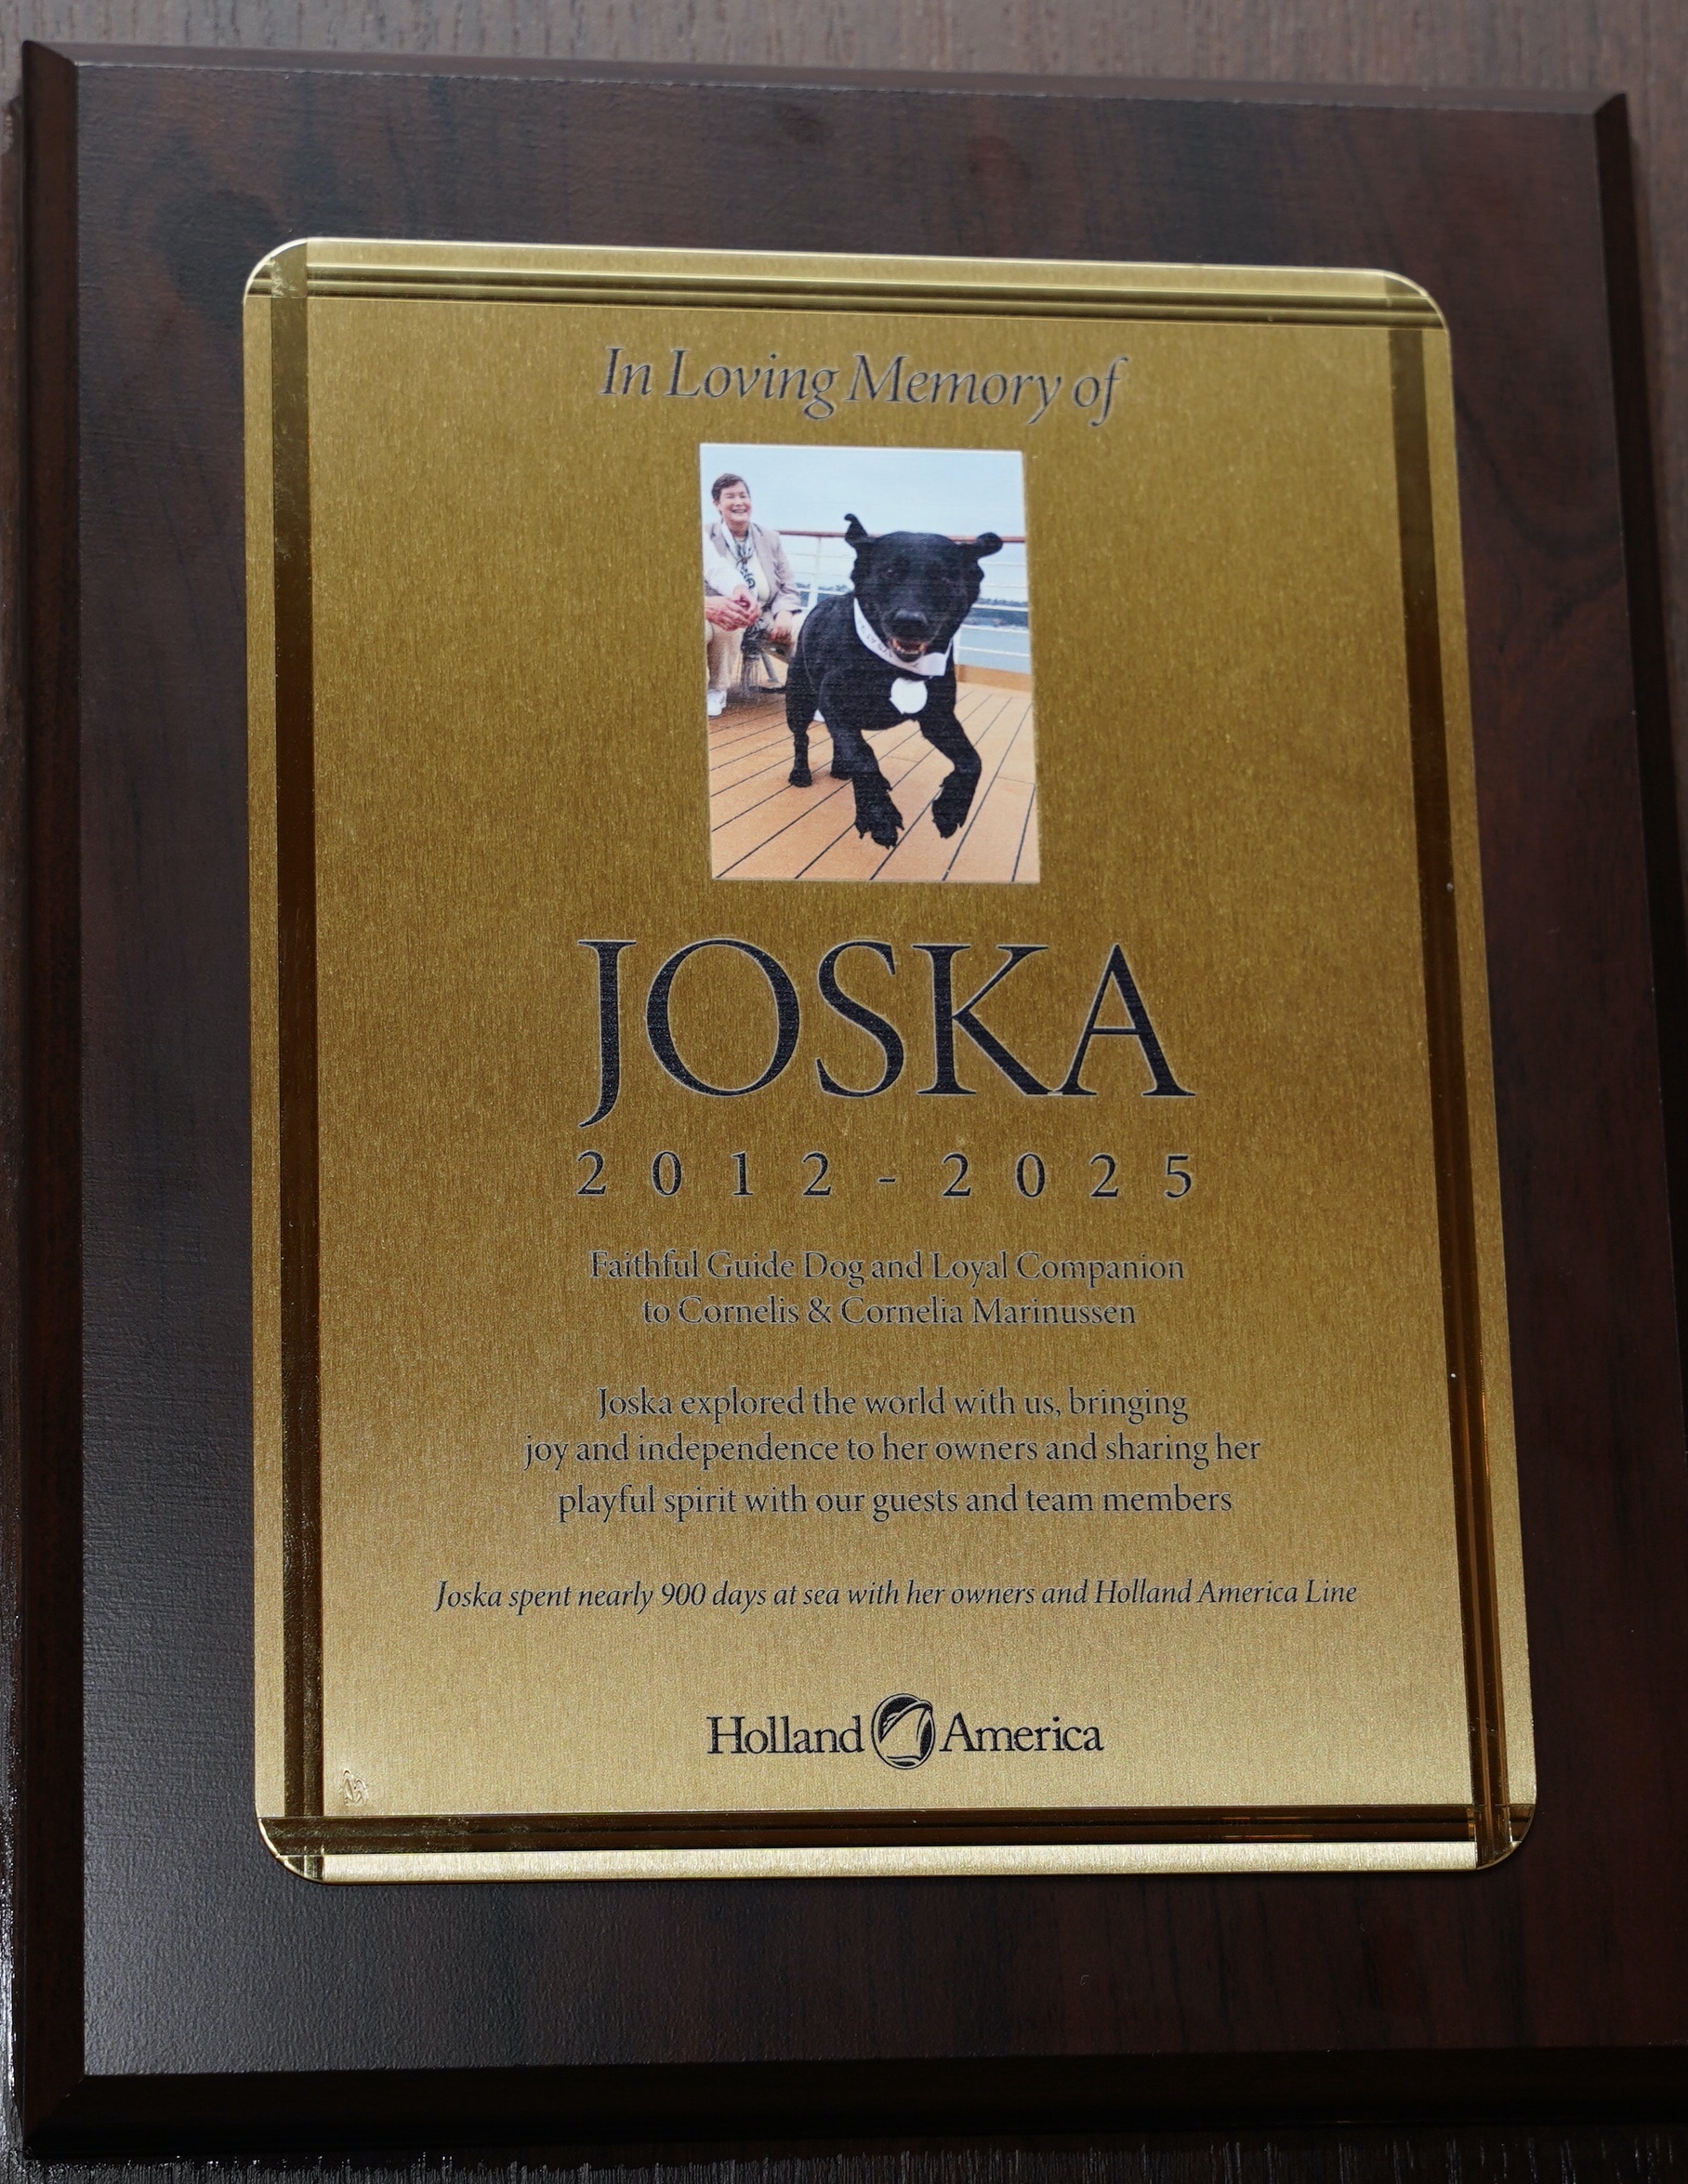 In Loving Memory of
JOSKA
2012-2025
Faithful Guide Dog and Loyal Companion
to Cornelis & Cornelia Marinussen
Joska explored the world with us, bringing
joy and independence to her owners and sharing her
playful spirit with our guests and team members
Joska spent nearly 900 days at sea with her owners and Holland America Line
Holland America